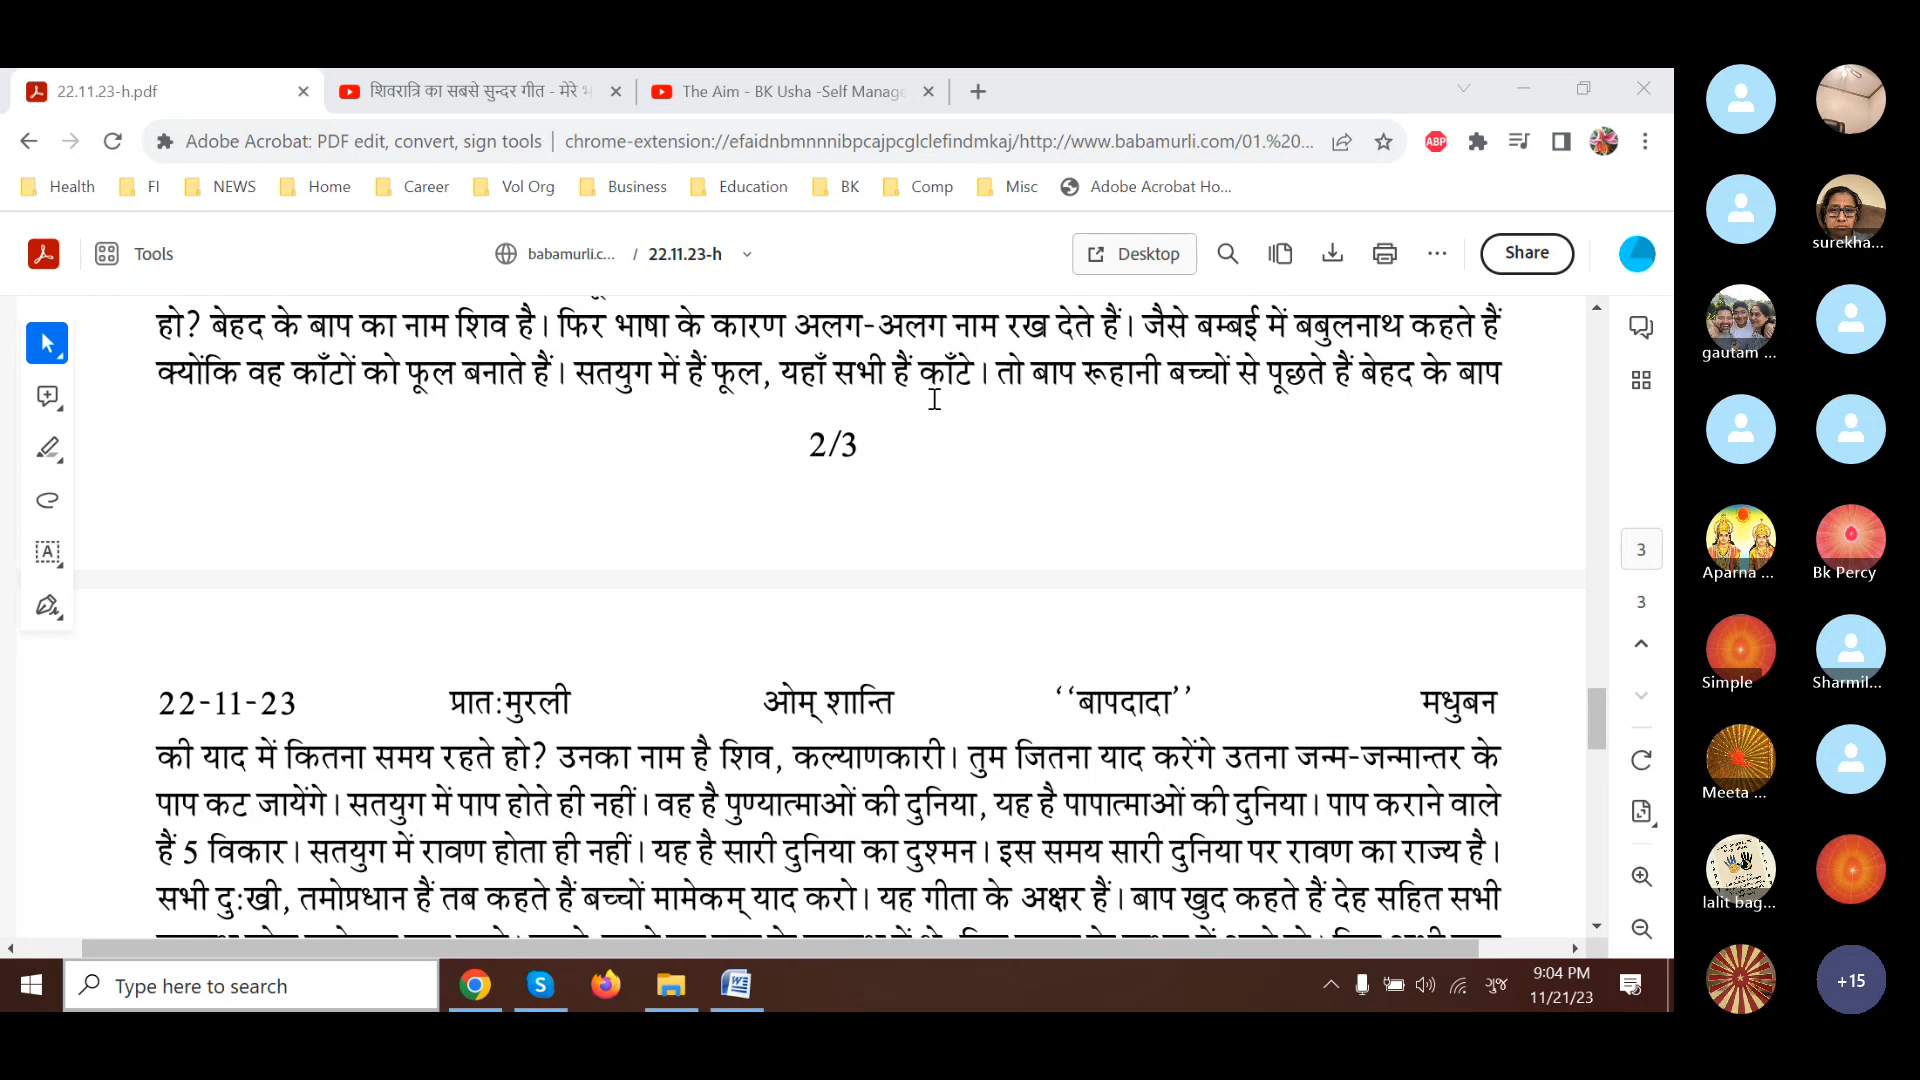 22.11.23-h.pdf
शिवरात्रि का सबसे सुन्दर गीत - मेरे भ
The Aim - BK Usha -Self Manage
Adobe Acrobat: PDF edit, convert, sign tools | chrome-extension://efaidnbmnnnibpcajpcglclefindmkaj/http://www.babamurli.com/01.%20...
ABP
Health FI NEWS Home Career Vol Org Business Education BK Comp Misc Adobe Acrobat Ho...
Tools
babamurli.c... / 22.11.23-h
Desktop
Share
हो? बेहद के बाप का नाम शिव है। फिर भाषा के कारण अलग-अलग नाम रख देते हैं। जैसे बम्बई में बबुलनाथ कहते हैं
क्योंकि वह काँटों को फूल बनाते हैं। सतयुग में हैं फूल, यहाँ सभी हैं काँटे। तो बाप रूहानी बच्चों से पूछते हैं बेहद के बाप
2/3
22-11-23 प्रात:मुरली ओम् शान्ति ‘‘बापदादा’’ मधुबन
की याद में कितना समय रहते हो? उनका नाम है शिव, कल्याणकारी। तुम जितना याद करेंगे उतना जन्म-जन्मान्तर के
पाप कट जायेंगे। सतयुग में पाप होते ही नहीं। वह है पुण्यात्माओं की दुनिया, यह है पापात्माओं की दुनिया। पाप कराने वाले
हैं 5 विकार। सतयुग में रावण होता ही नहीं। यह है सारी दुनिया का दुश्मन। इस समय सारी दुनिया पर रावण का राज्य है।
सभी दु:खी, तमोप्रधान हैं तब कहते हैं बच्चों मामेकम् याद करो। यह गीता के अक्षर हैं। बाप खुद कहते हैं देह सहित सभी
3
3
Type here to search
ગુજ
9:04 PM
11/21/23
surekha...
gautam ...
Aparna ...
Bk Percy
Simple
Sharmil...
Meeta ...
lalit bag...
+15